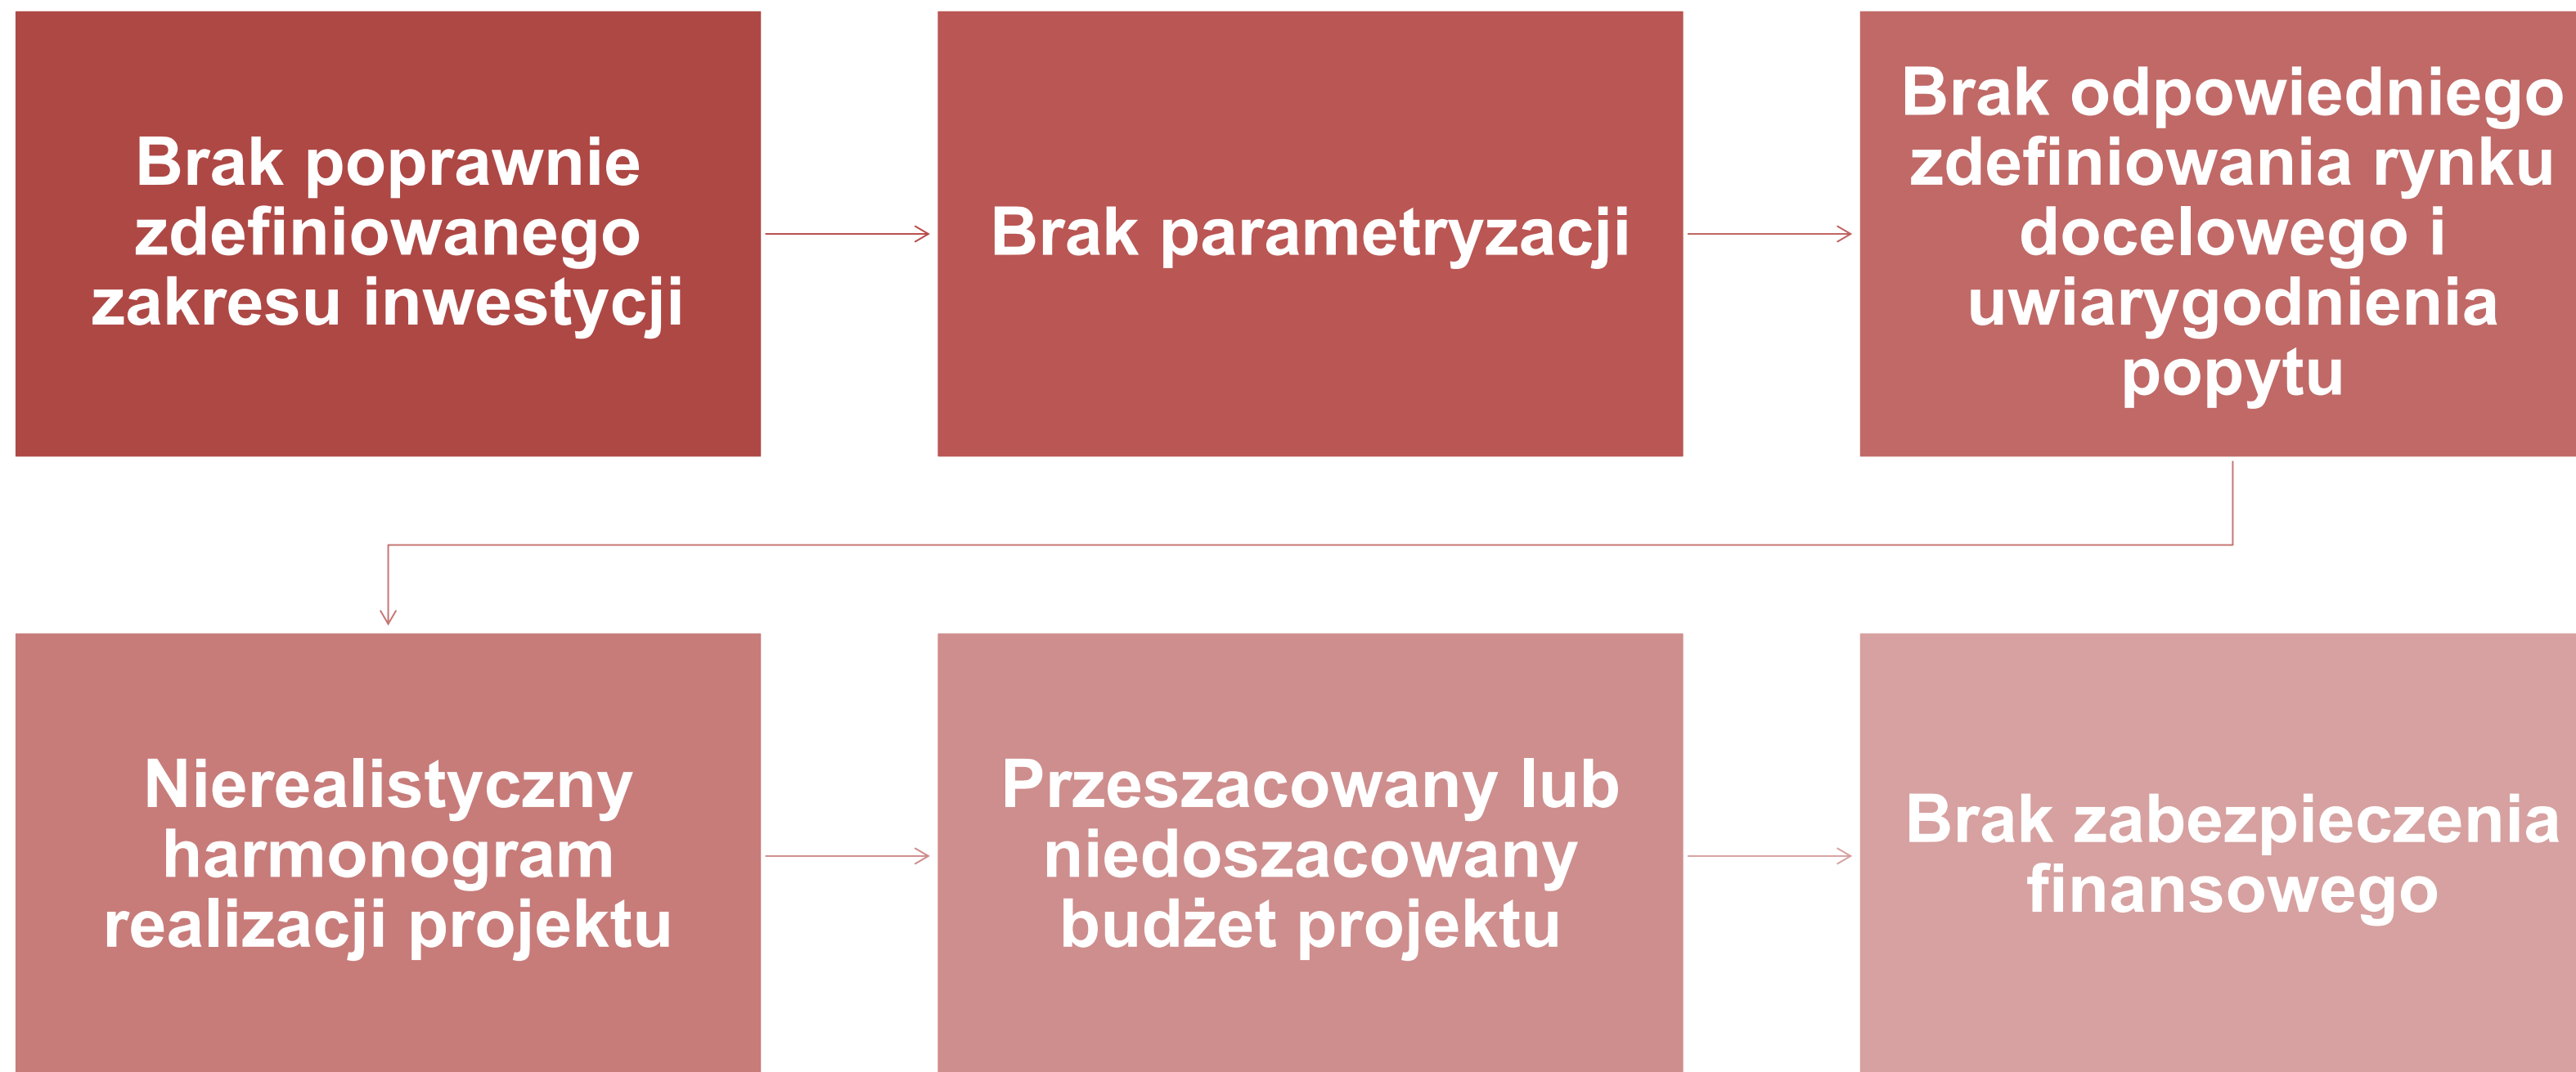 Brak poprawnie
zdefiniowanego
zakresu inwestycji
Brak parametryzacji
Brak odpowiedniego
zdefiniowania rynku
docelowego i
uwiarygodnienia
popytu
Nierealistyczny
harmonogram
realizacji projektu
Przeszacowany lub
niedoszacowany
budżet projektu
Brak zabezpieczenia
finansowego